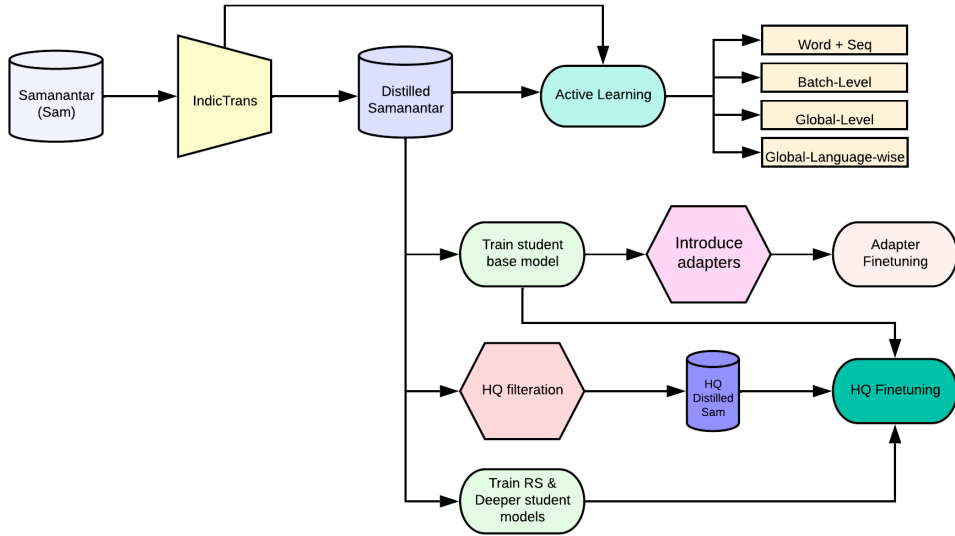 Samanantar
(Sam)
IndicTrans
Distilled
Samanantar
Active Learning
Word + Seq
Batch-Level
Global-Level
Global-Language-wise
Train student
base model
Introduce
adapters
Adapter
Finetuning
HQ filteration
HQ
Distilled
Sam
HQ Finetuning
Train RS &
Deeper student
models